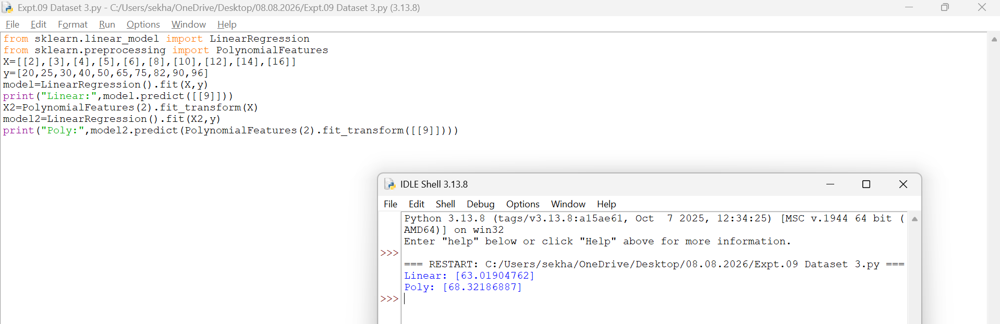 Expt.09 Dataset 3.py - C:/Users/sekha/OneDrive/Desktop/08.08.2026/Expt.09 Dataset 3.py (3.13.8)
File Edit Format Run Options Window Help
from sklearn.linear_model import LinearRegression
from sklearn.preprocessing import PolynomialFeatures
X=[[2],[3],[4],[5],[6],[8],[10],[12],[14],[16]]
y=[20,25,30,40,50,65,75,82,90,96]
model=LinearRegression().fit(X,y)
print("Linear:",model.predict([[9]]))
X2=PolynomialFeatures(2).fit_transform(X)
model2=LinearRegression().fit(X2,y)
print("Poly:",model2.predict(PolynomialFeatures(2).fit_transform([[9]])))
IDLE Shell 3.13.8
File Edit Shell Debug Options Window Help
Python 3.13.8 (tags/v3.13.8:a15ae61, Oct  7 2025, 12:34:25) [MSC v.1944 64 bit (
AMD64)] on win32
Enter "help" below or click "Help" above for more information.
>>>
=== RESTART: C:/Users/sekha/OneDrive/Desktop/08.08.2026/Expt.09 Dataset 3.py ===
Linear: [63.01904762]
Poly: [68.32186887]
>>>